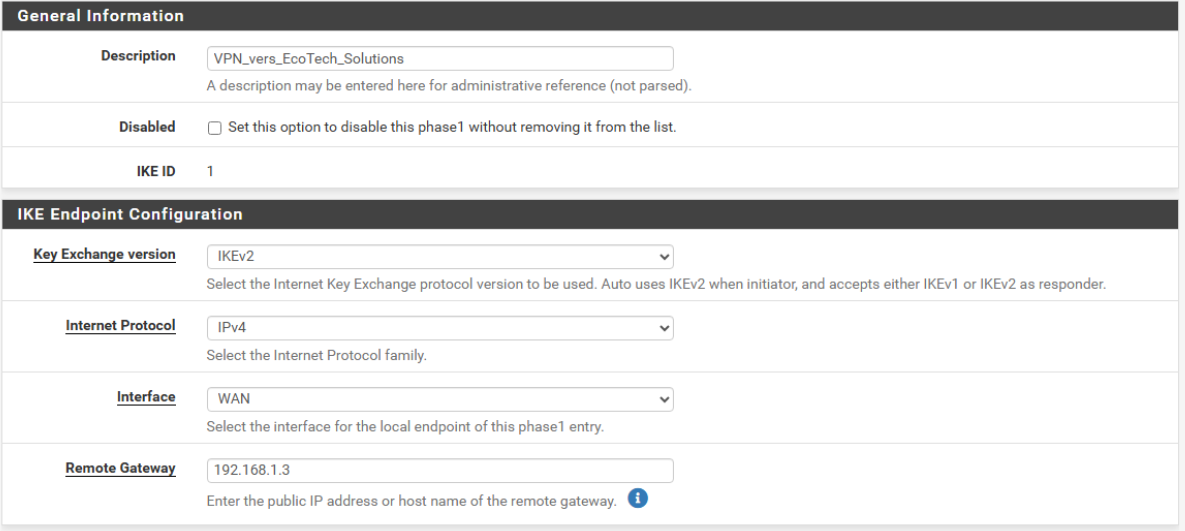 General Information
Description
VPN_vers_EcoTech_Solutions
A description may be entered here for administrative reference (not parsed).
Disabled
Set this option to disable this phase1 without removing it from the list.
IKE ID
1
IKE Endpoint Configuration
Key Exchange version
IKEv2
Select the Internet Key Exchange protocol version to be used. Auto uses IKEv2 when initiator, and accepts either IKEv1 or IKEv2 as responder.
Internet Protocol
IPv4
Select the Internet Protocol family.
Interface
WAN
Select the interface for the local endpoint of this phase1 entry.
Remote Gateway
192.168.1.3
Enter the public IP address or host name of the remote gateway.